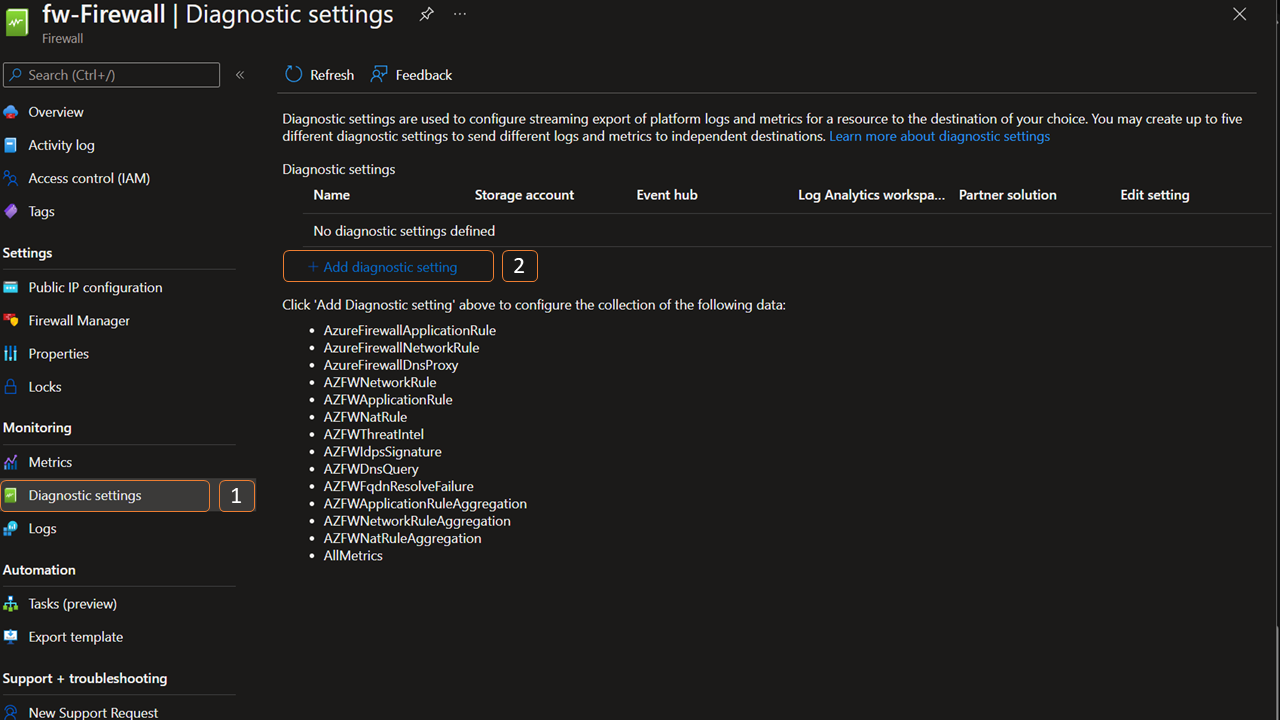 fw-Firewall | Diagnostic settings
Firewall
Search (Ctrl+/)
Overview
Activity log
Access control (IAM)
Tags
Settings
Public IP configuration
Firewall Manager
Properties
Locks
Monitoring
Metrics
Diagnostic settings 1
Logs
Automation
Tasks (preview)
Export template
Support + troubleshooting
New Support Request
Refresh Feedback
Diagnostic settings are used to configure streaming export of platform logs and metrics for a resource to the destination of your choice. You may create up to five
different diagnostic settings to send different logs and metrics to independent destinations. Learn more about diagnostic settings
Diagnostic settings
Name Storage account Event hub Log Analytics workspa... Partner solution Edit setting
No diagnostic settings defined
+ Add diagnostic setting 2
Click 'Add Diagnostic setting' above to configure the collection of the following data:
• AzureFirewallApplicationRule
• AzureFirewallNetworkRule
• AzureFirewallDnsProxy
• AZFWNetworkRule
• AZFWApplicationRule
• AZFWNatRule
• AZFWThreatIntel
• AZFWIdpsSignature
• AZFWDnsQuery
• AZFWFqdnResolveFailure
• AZFWApplicationRuleAggregation
• AZFWNetworkRuleAggregation
• AZFWNatRuleAggregation
• AllMetrics